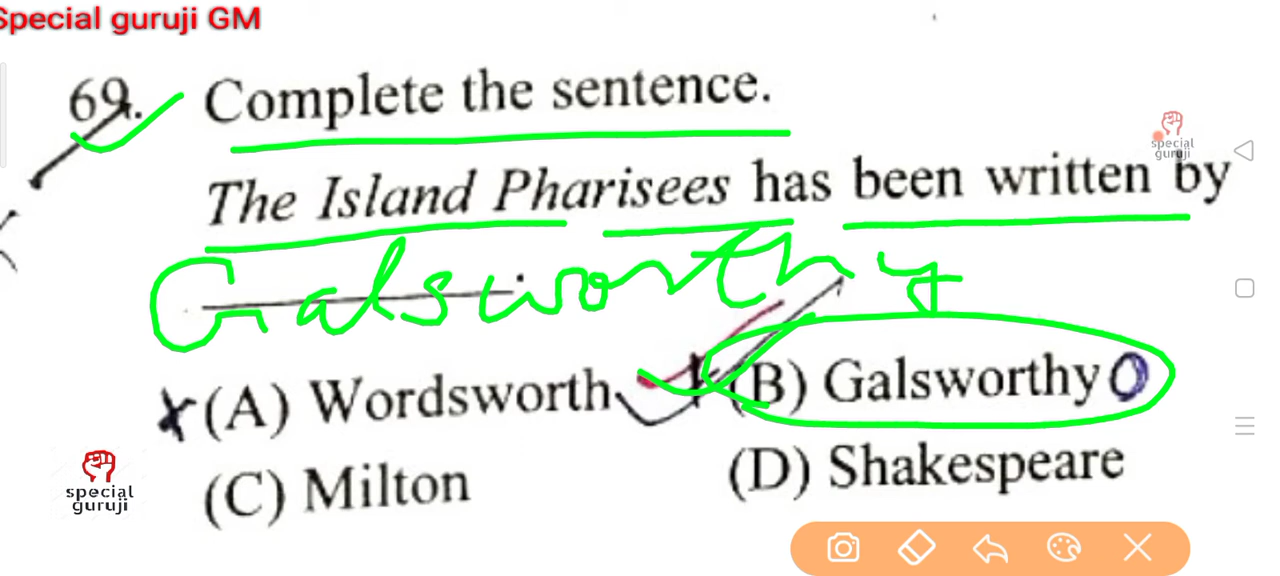 Special guruji GM
69. Complete the sentence.
special
guruji
The Island Pharisees has been written by
Galsworthy
(A) Wordsworth (B) Galsworthy
(C) Milton (D) Shakespeare
special
guruji